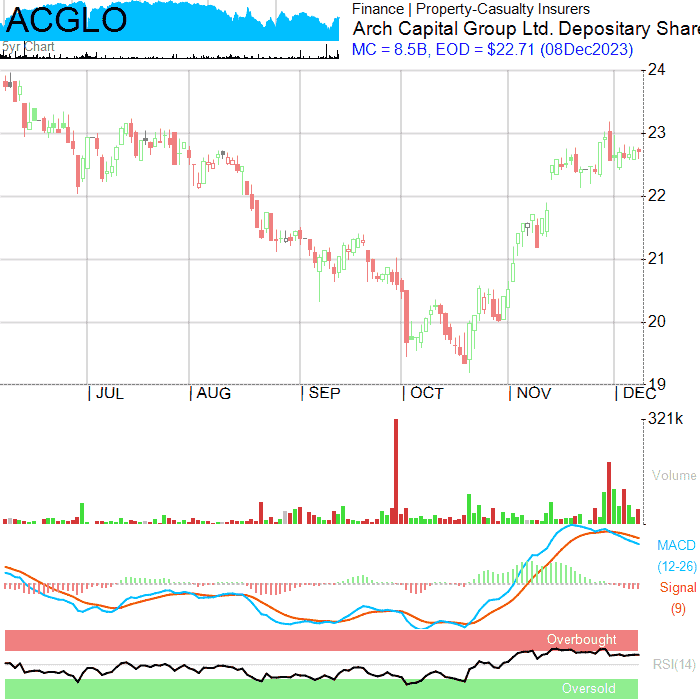 ACGLO
5yr Chart
Finance | Property-Casualty Insurers
Arch Capital Group Ltd. Depositary Share
MC = 8.5B, EOD = $22.71 (08Dec2023)
24
23
22
21
20
19
JUL AUG SEP OCT NOV DEC
321k
Volume
MACD
(12-26)
Signal
(9)
Overbought
RSI(14)
Oversold